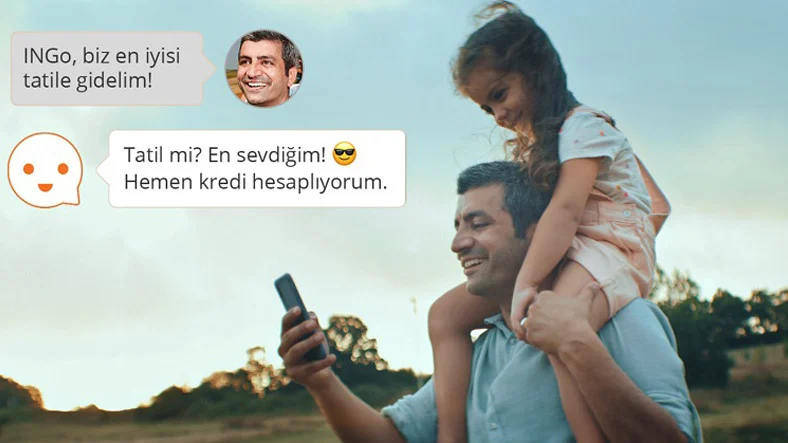 INGo, biz en iyisi
tatile gidelim!
Tatil mi? En sevdiğim! 😎
Hemen kredi hesaplıyorum.